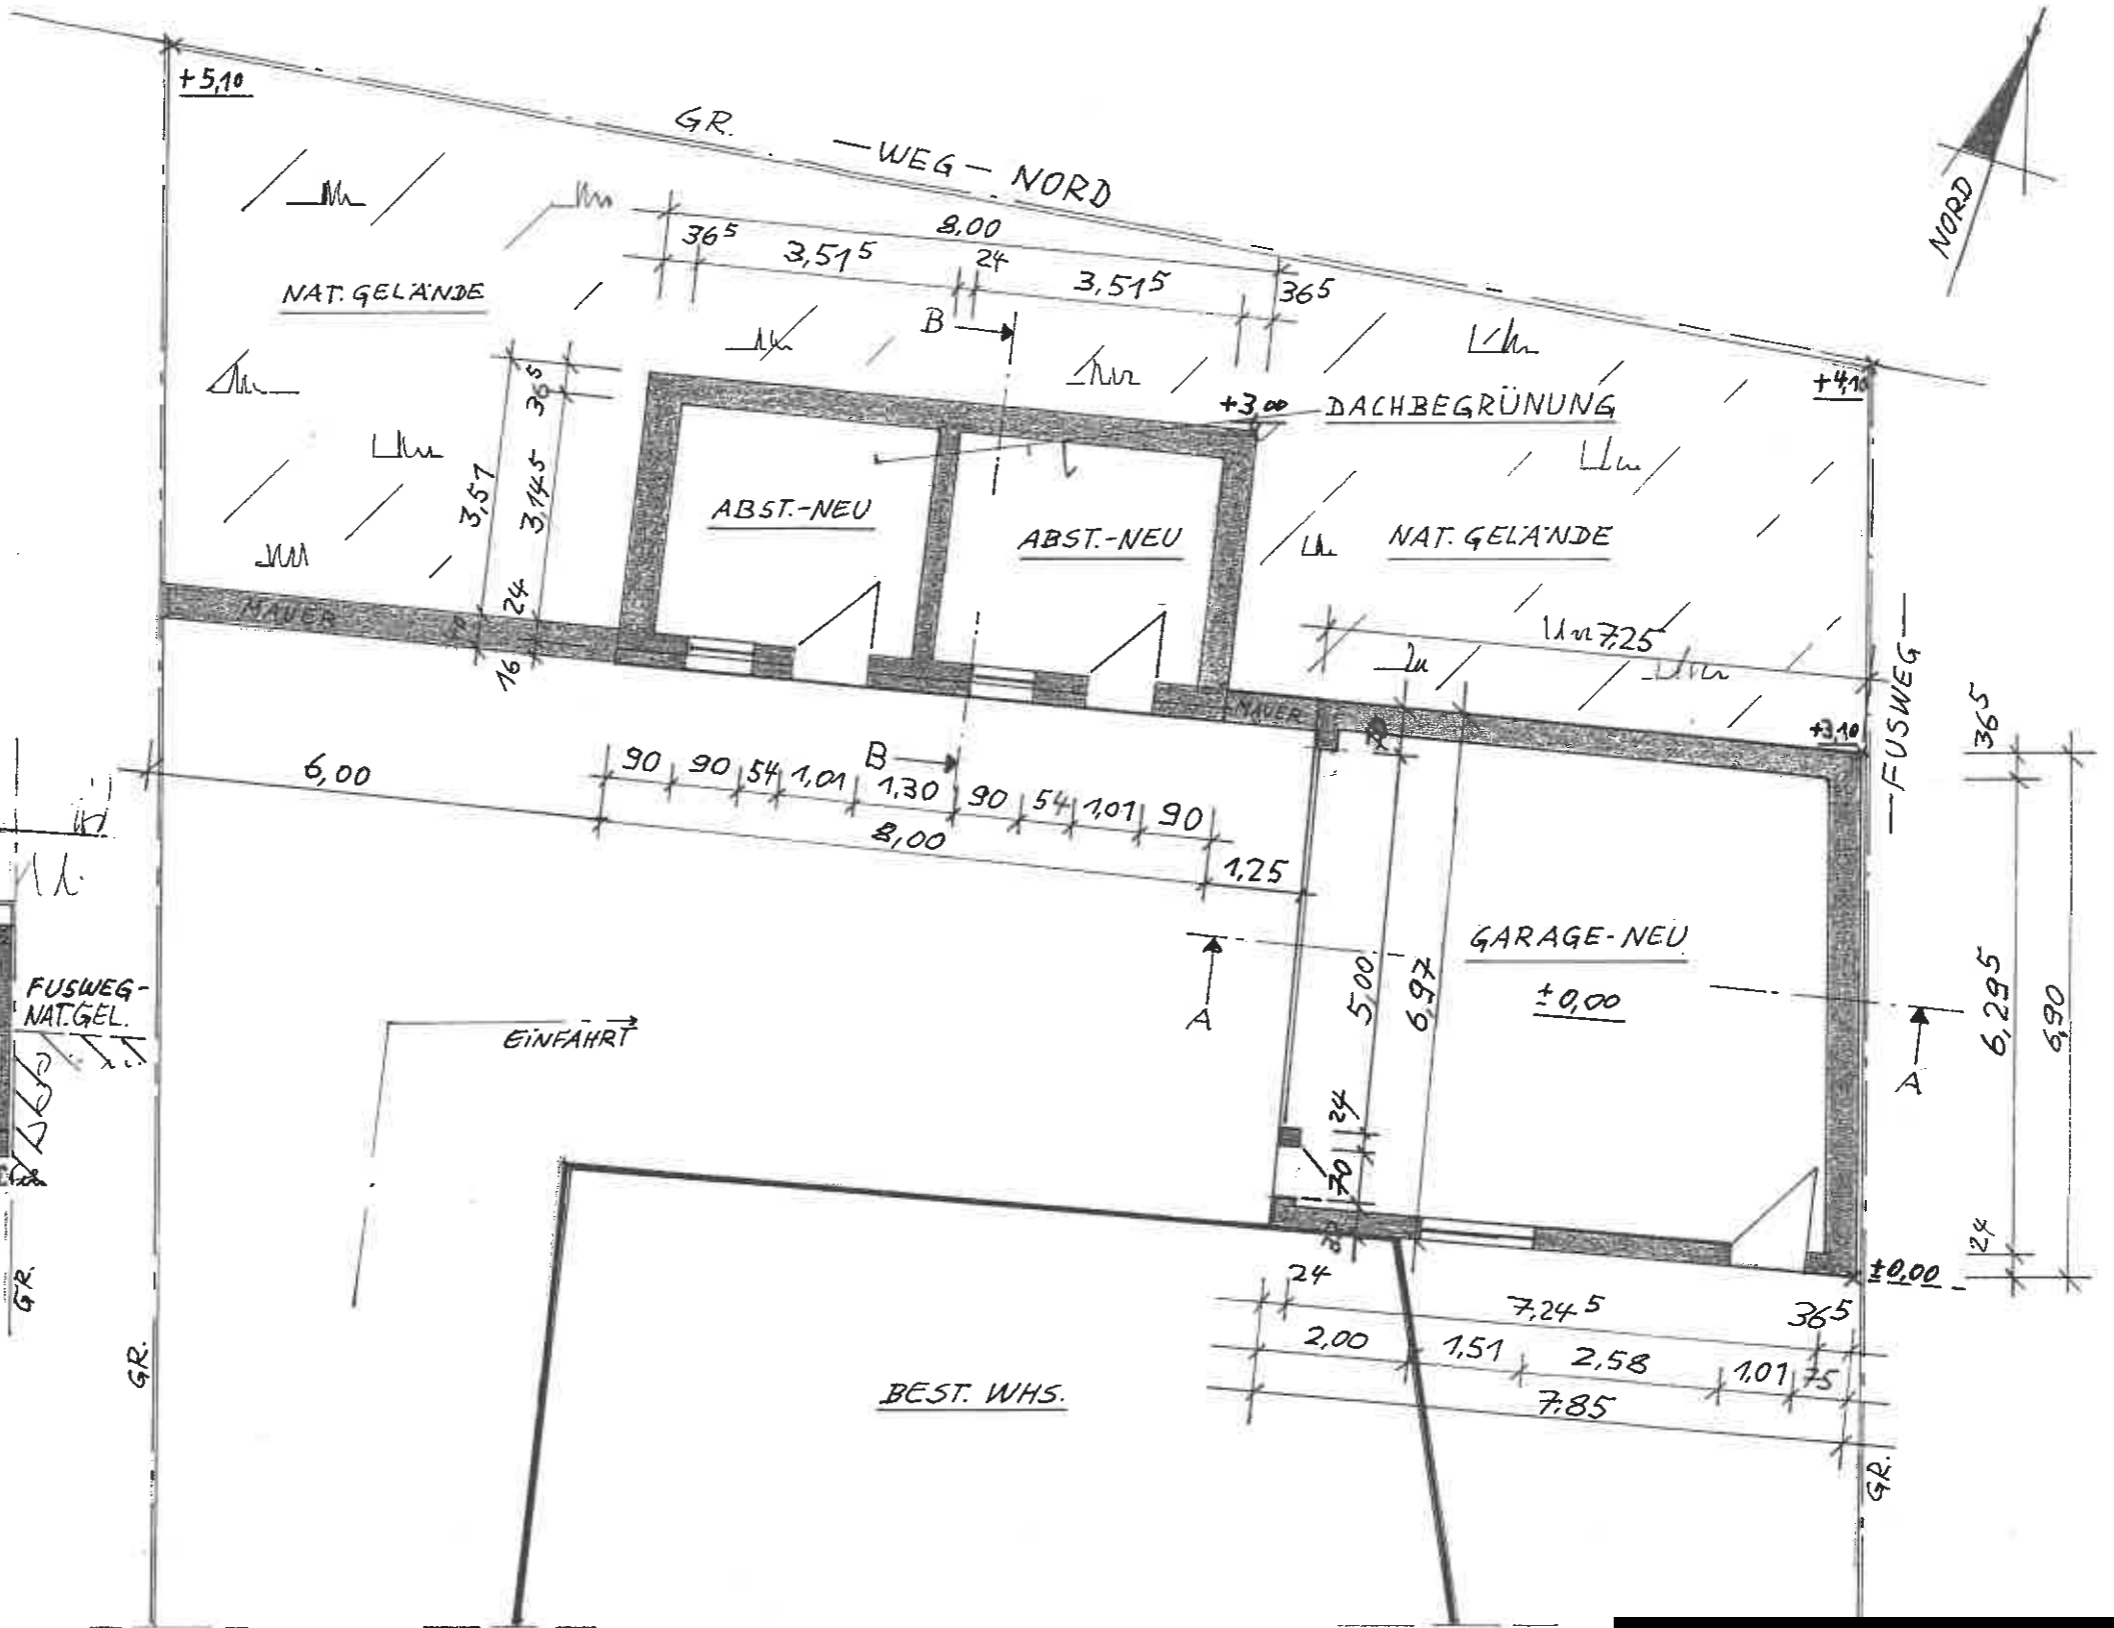 +5,10
GR.
—WEG—NORD
NORD
8,00
36⁵
3,51⁵
24
3,51⁵
36⁵
NAT. GELÄNDE
B
+4,10
+3,00
DACHBEGRÜNUNG
36⁵
3,51
3,14⁵
24
16
ABST.-NEU
ABST.-NEU
NAT. GELÄNDE
MAUER
7,25
MAUER
+3,10
—FUSWEG—
36⁵
6,00
B
90
90
54
1,01
1,30
90
54
1,01
90
8,00
1,25
GARAGE-NEU
±0,00
5,00
6,97
A
A
6,29⁵
6,90
FUSWEG-
NAT.GEL.
EINFAHRT
24
70
24
±0,00
GR.
GR.
24
7,24⁵
36⁵
2,00
1,51
2,58
1,01
75
7,85
BEST. WHS.
GR.